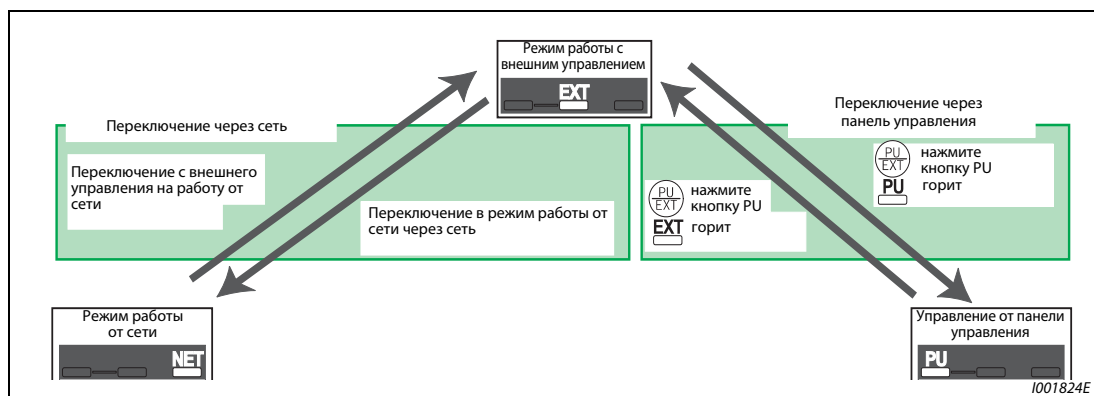 Режим работы с
внешним управлением
EXT
Переключение через сеть
Переключение с внешнего
управления на работу от
сети
Переключение в режим работы от
сети через сеть
Переключение через
панель управления
PU
EXT
нажмите
кнопку PU
PU
горит
PU
EXT
нажмите
кнопку PU
EXT
горит
Режим работы
от сети
NET
Управление от панели
управления
PU
I001824E